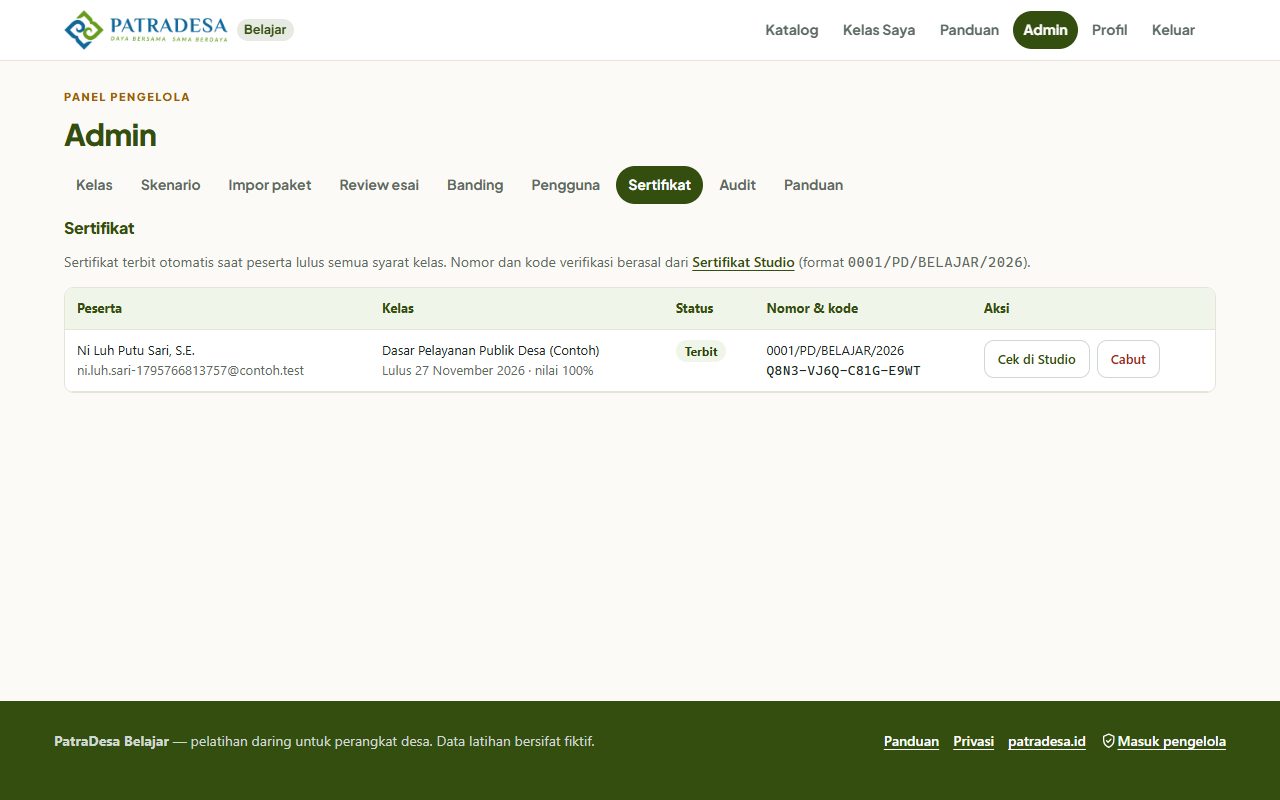 PATRADESA
DAYA BERSAMA SAMA BERDAYA
Belajar
Katalog Kelas Saya Panduan Admin Profil Keluar
PANEL PENGELOLA
Admin
Kelas Skenario Impor paket Review esai Banding Pengguna Sertifikat Audit Panduan
Sertifikat
Sertifikat terbit otomatis saat peserta lulus semua syarat kelas. Nomor dan kode verifikasi berasal dari Sertifikat Studio (format 0001/PD/BELAJAR/2026).
Peserta Kelas Status Nomor & kode Aksi
Ni Luh Putu Sari, S.E. Dasar Pelayanan Publik Desa (Contoh) Terbit 0001/PD/BELAJAR/2026 Cek di Studio Cabut
ni.luh.sari-1795766813757@contoh.test Lulus 27 November 2026 · nilai 100% Q8N3-VJ6Q-C81G-E9WT
PatraDesa Belajar — pelatihan daring untuk perangkat desa. Data latihan bersifat fiktif.
Panduan Privasi patradesa.id Masuk pengelola